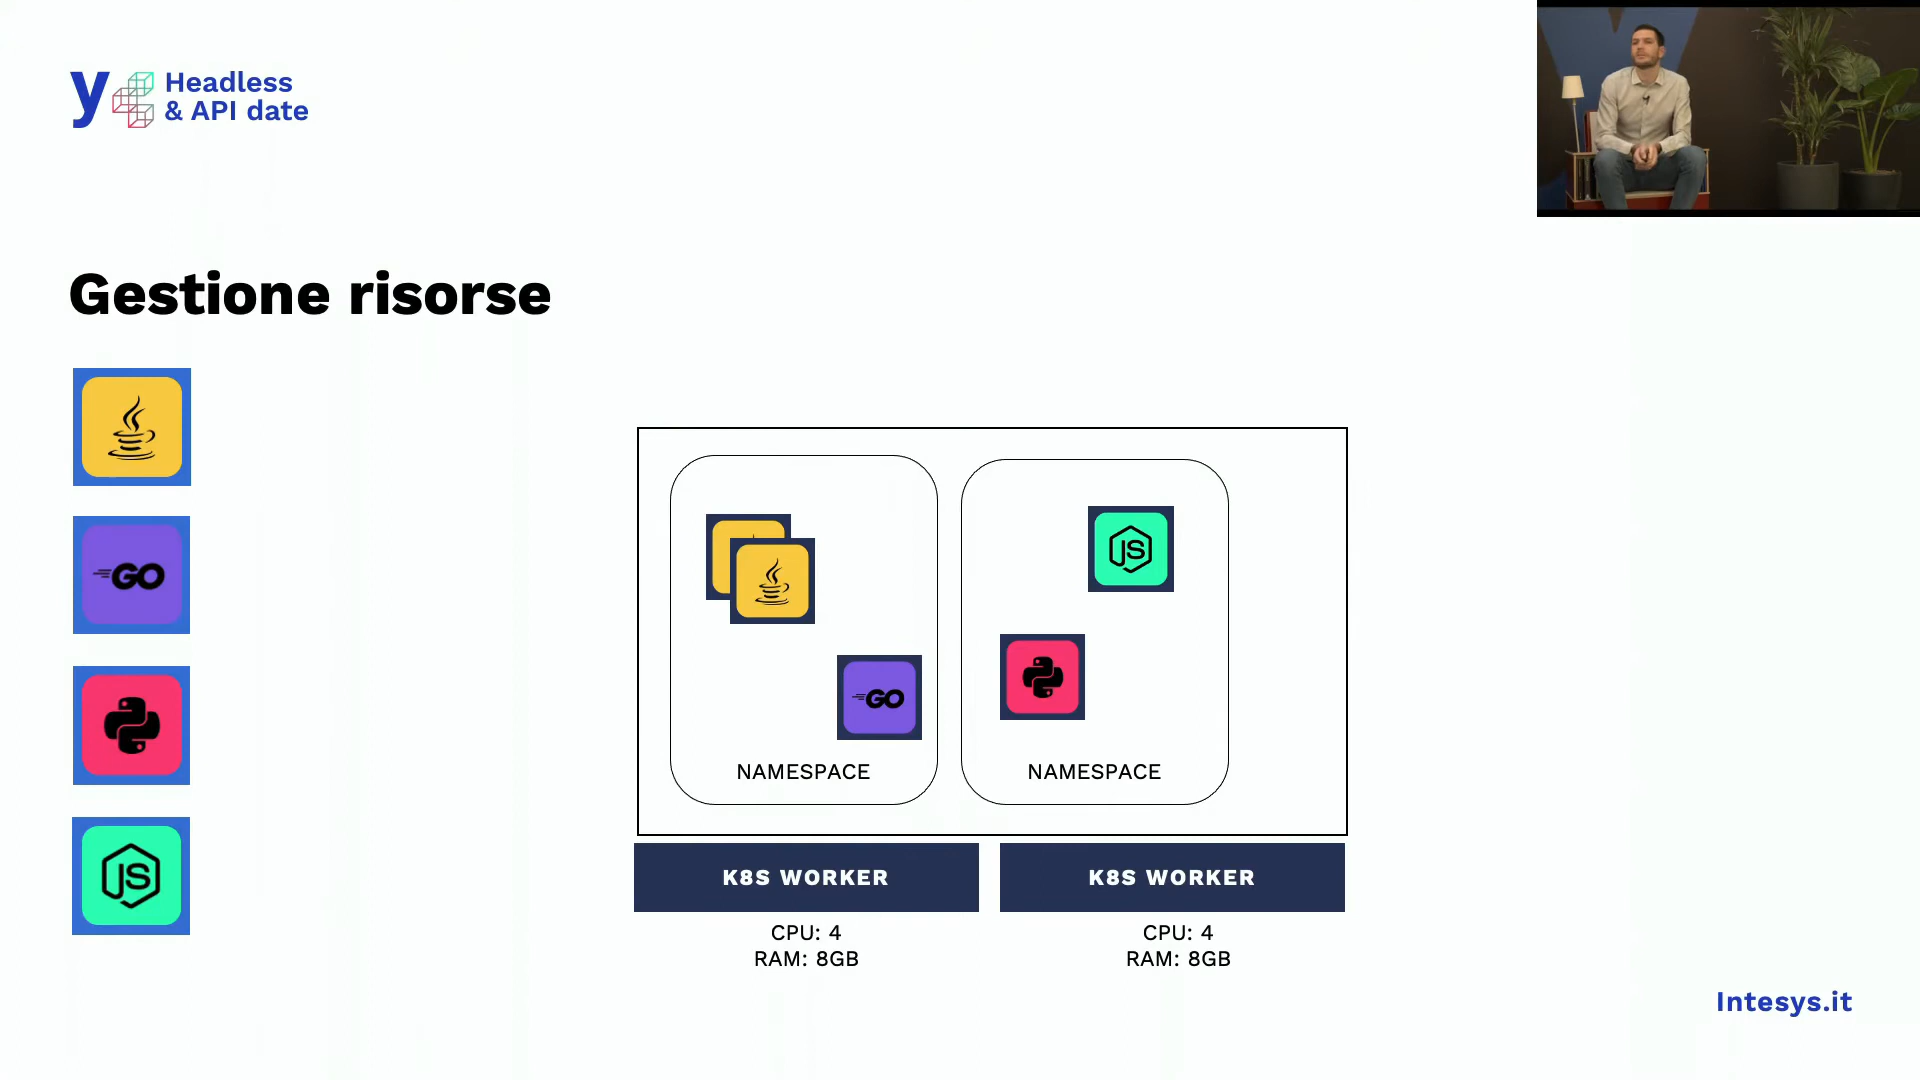 y
Headless
& API date
Gestione risorse
GO
JS
JS
GO
NAMESPACE
NAMESPACE
K8S WORKER
K8S WORKER
CPU: 4
RAM: 8GB
CPU: 4
RAM: 8GB
Intesys.it